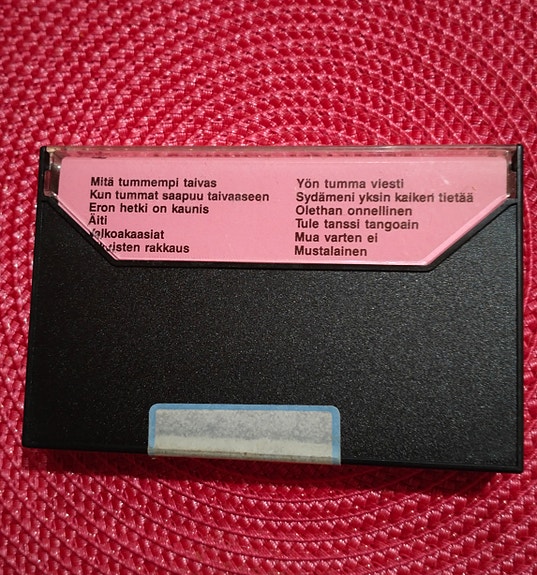 Mitä tummempi taivas
Kun tummat saapuu taivaaseen
Eron hetki on kaunis
Äiti
rakkaus
Yön tumma viesti
Sydämeni yksin kaiken tietää
Olethan onnellinen
Tule tanssi tangoain
Mua varten ei
Mustalainen